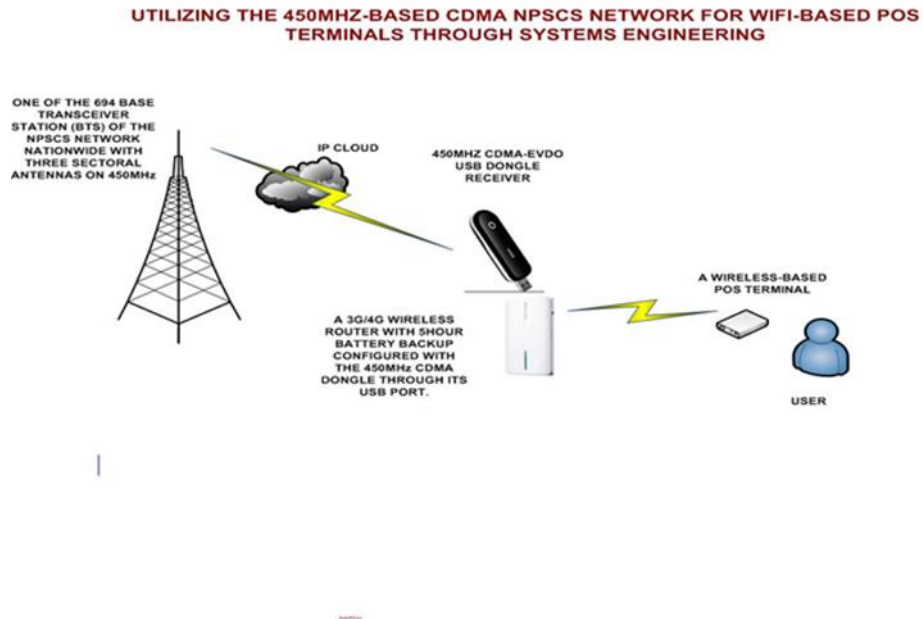 UTILIZING THE 450MHZ-BASED CDMA NPSCS NETWORK FOR WIFI-BASED POS
TERMINALS THROUGH SYSTEMS ENGINEERING
ONE OF THE 694 BASE
TRANSCEIVER
STATION (BTS) OF THE
NPSCS NETWORK
NATIONWIDE WITH
THREE SECTORAL
ANTENNAS ON 450MHz
IP CLOUD
450MHZ CDMA-EVDO
USB DONGLE
RECEIVER
A 3G/4G WIRELESS
ROUTER WITH 5HOUR
BATTERY BACKUP
CONFIGURED WITH
THE 450MHz CDMA
DONGLE THROUGH ITS
USB PORT.
A WIRELESS-BASED
POS TERMINAL
USER